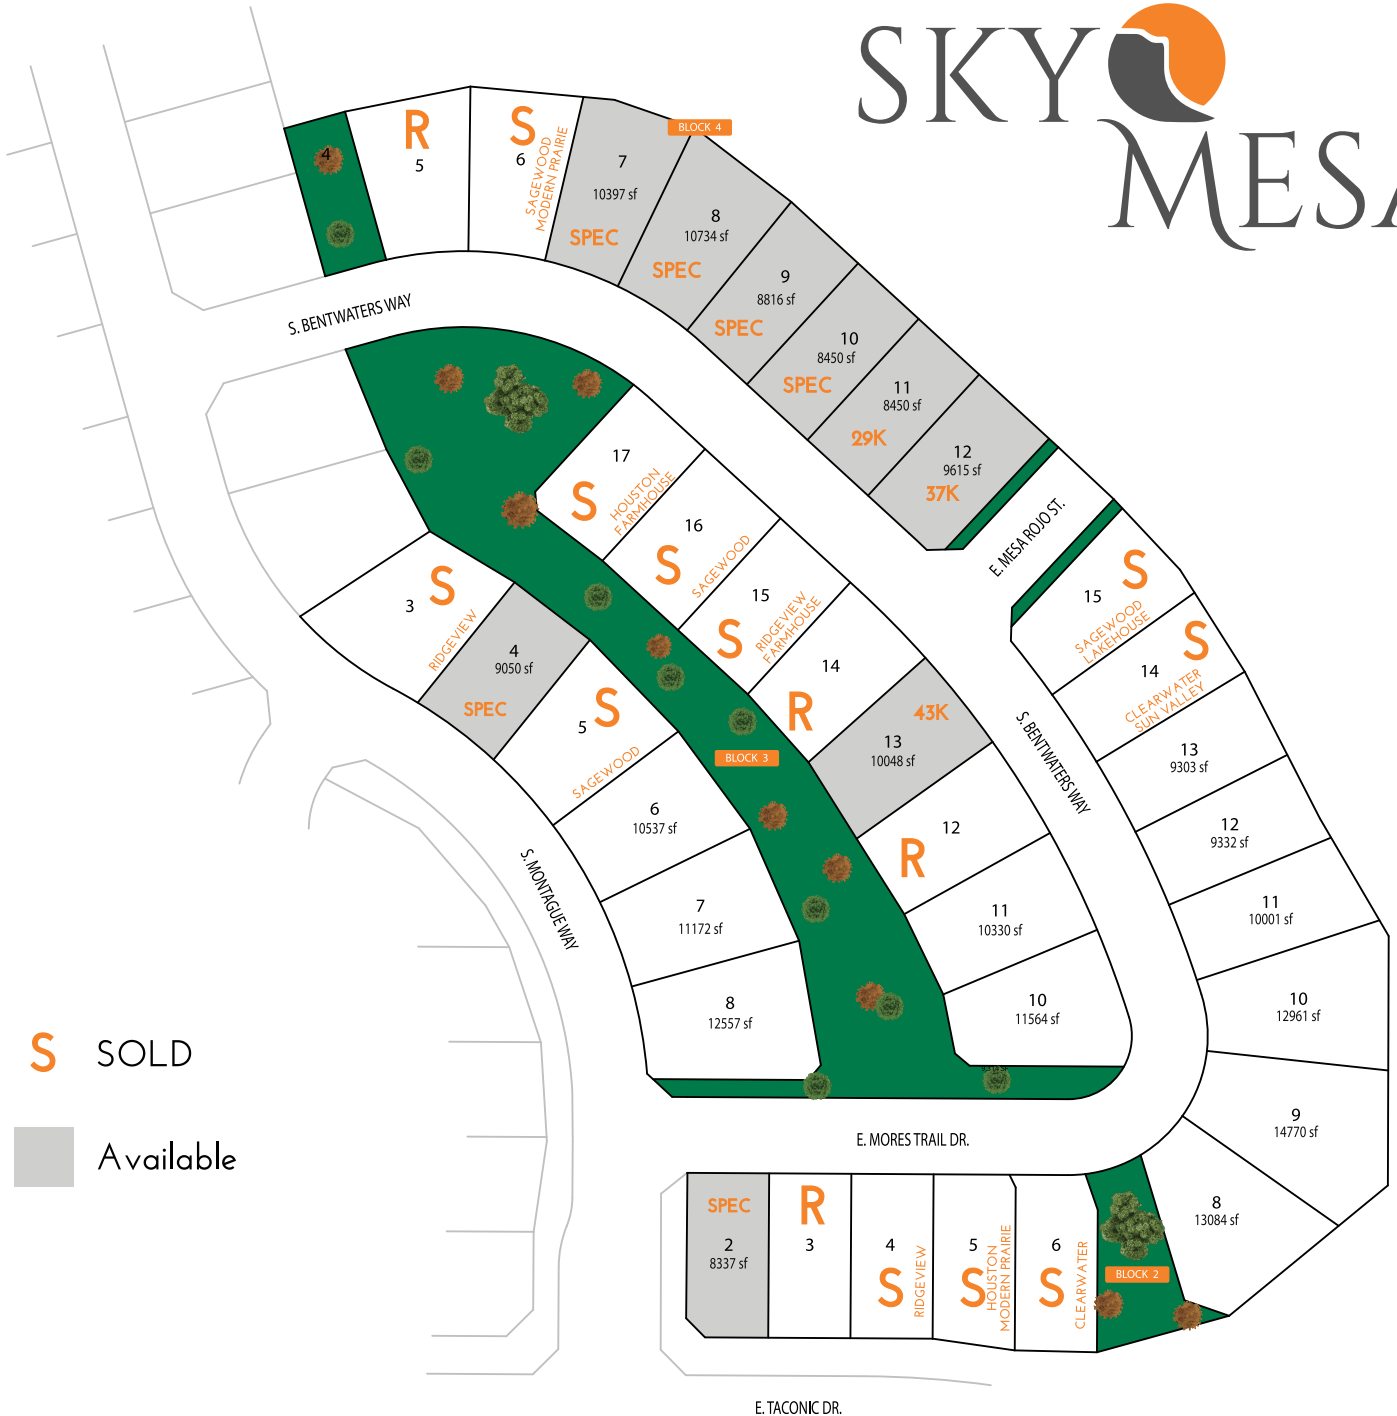 SKY
MESA
BLOCK 4
4
R
5
S
6
SAGEWOOD
MODERN PRAIRIE
7
10397 sf
SPEC
8
10734 sf
SPEC
9
8816 sf
SPEC
10
8450 sf
SPEC
11
8450 sf
29K
12
9615 sf
37K
S. BENTWATERS WAY
E. MESA ROJO ST.
17
S
HOUSTON
FARMHOUSE
16
S
SAGEWOOD
15
S
RIDGEVIEW
FARMHOUSE
14
R
43K
13
10048 sf
12
R
11
10330 sf
10
11564 sf
3
S
RIDGEVIEW
4
9050 sf
SPEC
5
S
SAGEWOOD
6
10537 sf
7
11172 sf
8
12557 sf
BLOCK 3
S. MONTAGUE WAY
S. BENTWATERS WAY
15
S
SAGEWOOD
LAKEHOUSE
14
S
CLEARWATER
SUN VALLEY
13
9303 sf
12
9332 sf
11
10001 sf
10
12961 sf
9
14770 sf
8
13084 sf
E. MORES TRAIL DR.
SPEC
2
8337 sf
R
3
4
S
RIDGEVIEW
5
S
HOUSTON
MODERN PRAIRIE
6
S
CLEARWATER
BLOCK 2
E. TACONIC DR.
S SOLD
Available